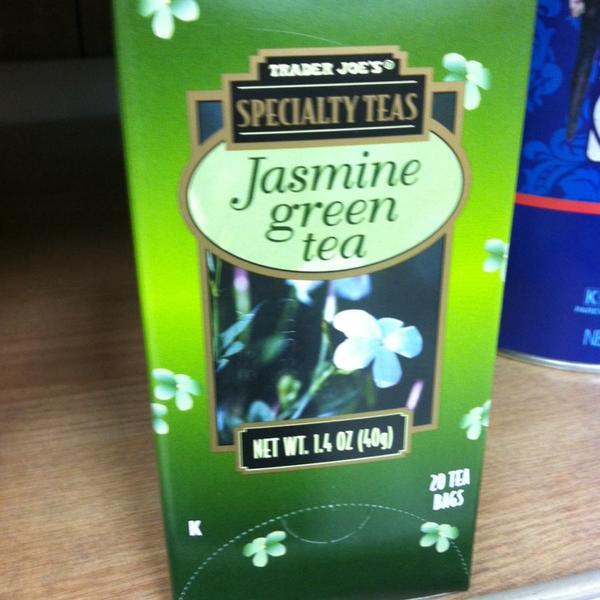 TRADER JOE'S®
SPECIALTY TEAS
Jasmine
green
tea
NET WT. 1.4 OZ (40g)
20 TEA
BAGS
K